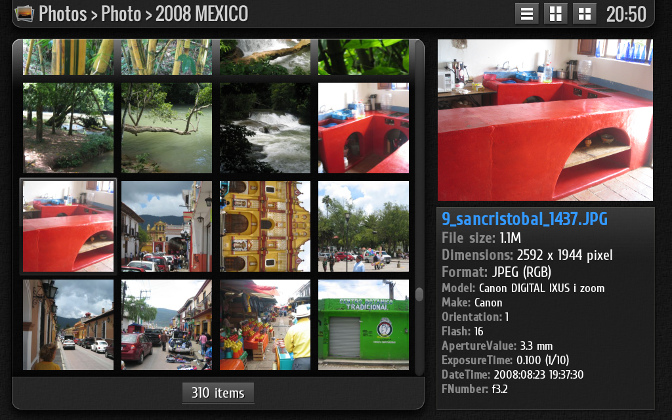 Photos > Photo > 2008 MEXICO
20:50
TRADICIONAL
310 items
9_sancristobal_1437.JPG
File size: 1.1M
Dimensions: 2592 x 1944 pixel
Format: JPEG (RGB)
Model: Canon DIGITAL IXUS i zoom
Make: Canon
Orientation: 1
Flash: 16
ApertureValue: 3.3 mm
ExposureTime: 0.100 (1/10)
DateTime: 2008:08:23 19:37:30
FNumber: f3.2